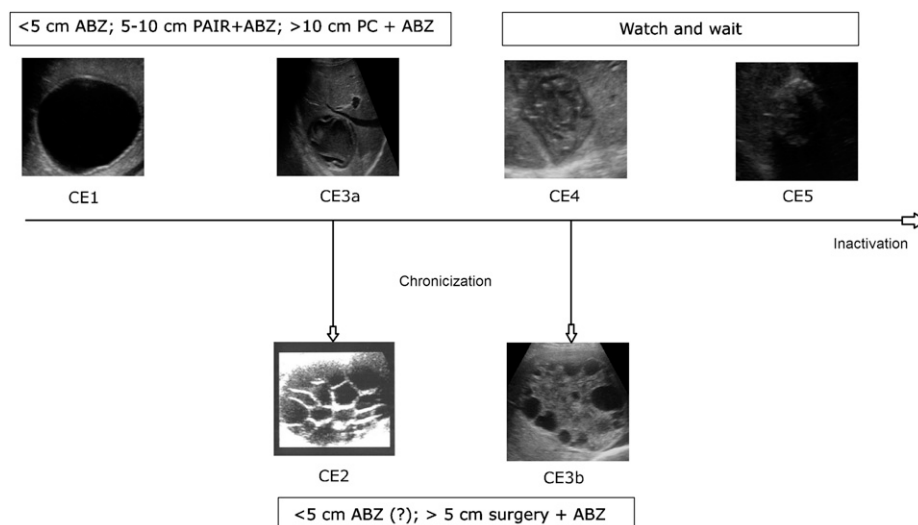 <5 cm ABZ; 5-10 cm PAIR+ABZ; >10 cm PC + ABZ
Watch and wait
CE1
CE3a
CE4
CE5
Inactivation
Chronicization
CE2
CE3b
<5 cm ABZ (?); > 5 cm surgery + ABZ